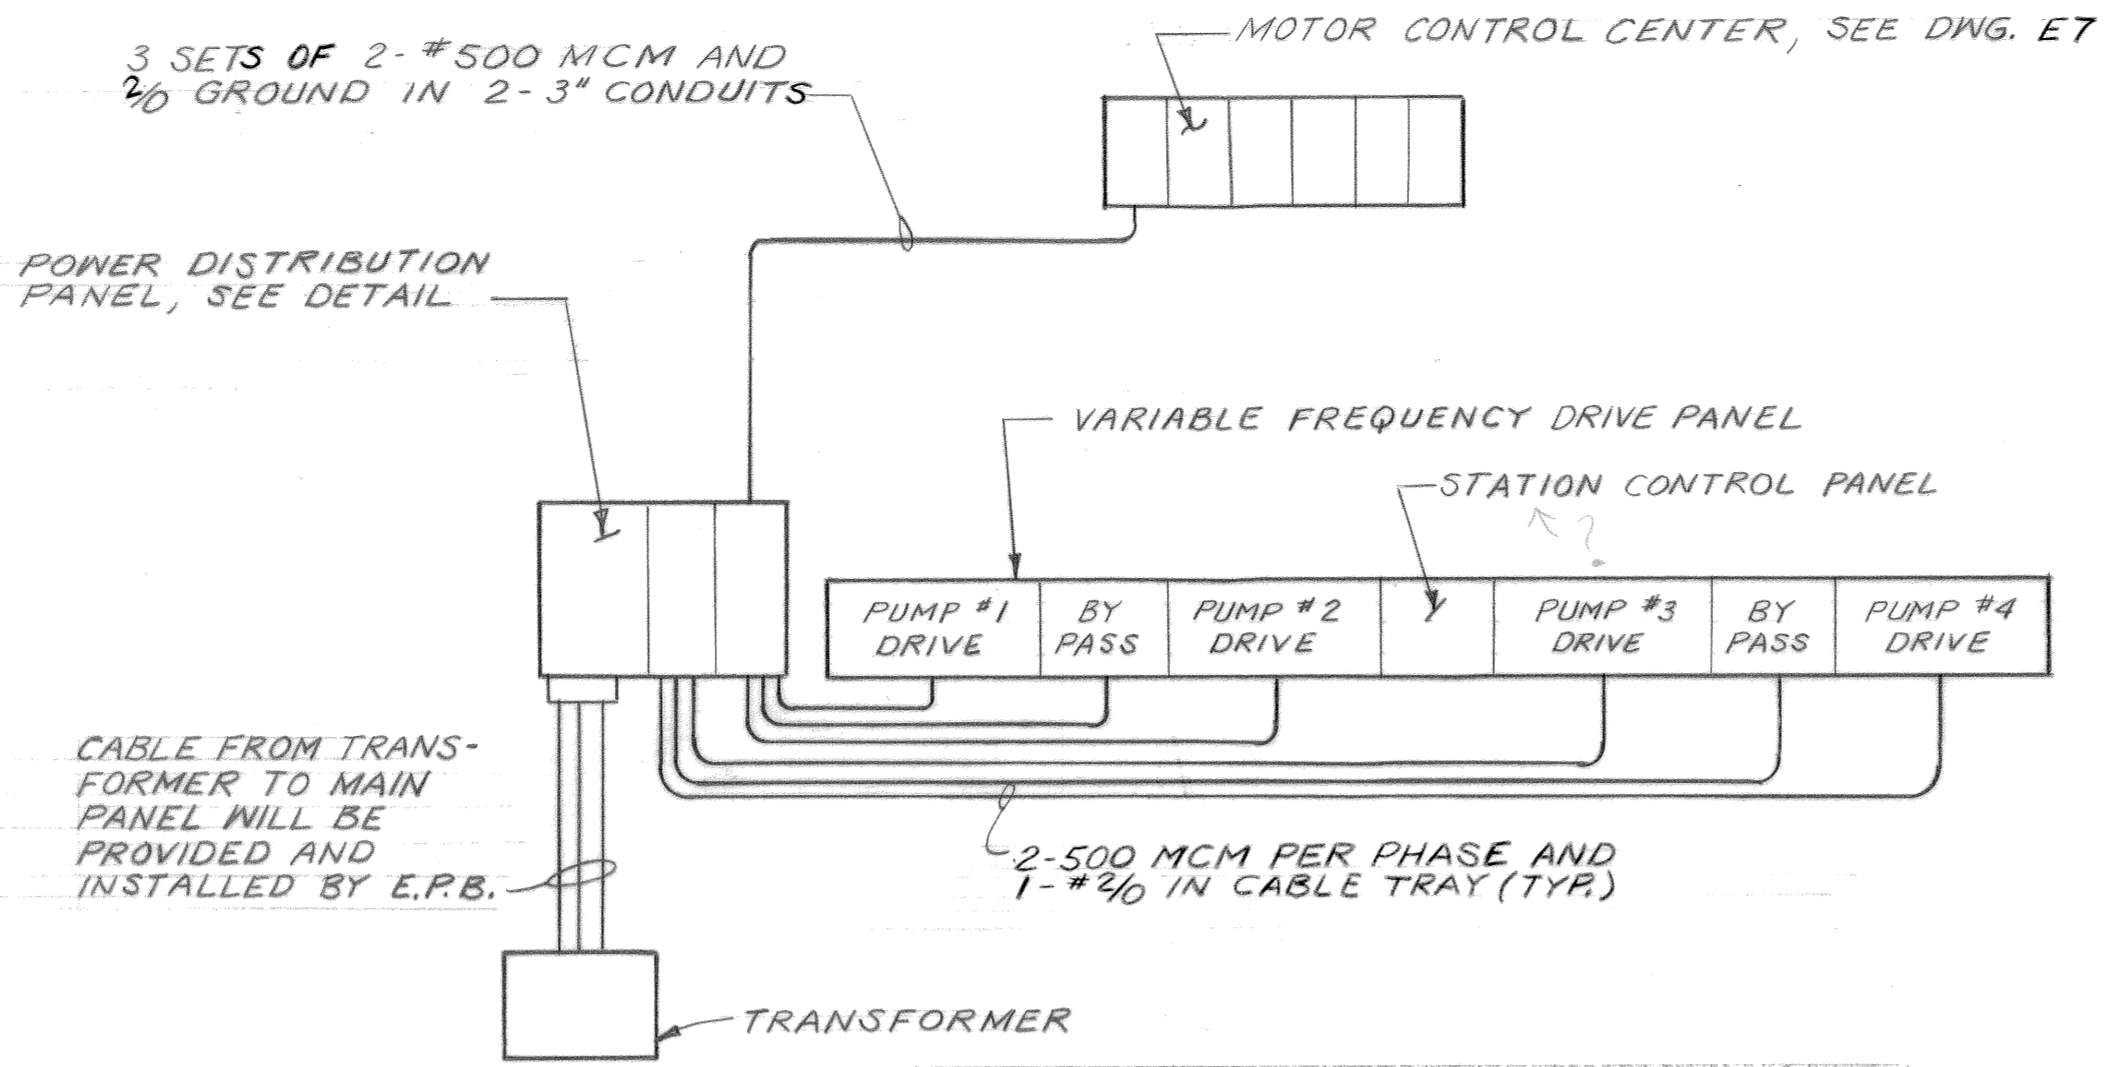 MOTOR CONTROL CENTER, SEE DWG. E7
3 SETS OF 2-#500 MCM AND
2/0 GROUND IN 2-3" CONDUITS
POWER DISTRIBUTION
PANEL, SEE DETAIL
VARIABLE FREQUENCY DRIVE PANEL
STATION CONTROL PANEL
?
PUMP #1
DRIVE
BY
PASS
PUMP #2
DRIVE
PUMP #3
DRIVE
BY
PASS
PUMP #4
DRIVE
CABLE FROM TRANS-
FORMER TO MAIN
PANEL WILL BE
PROVIDED AND
INSTALLED BY E.P.B.
2-500 MCM PER PHASE AND
1-#2/0 IN CABLE TRAY (TYP.)
TRANSFORMER